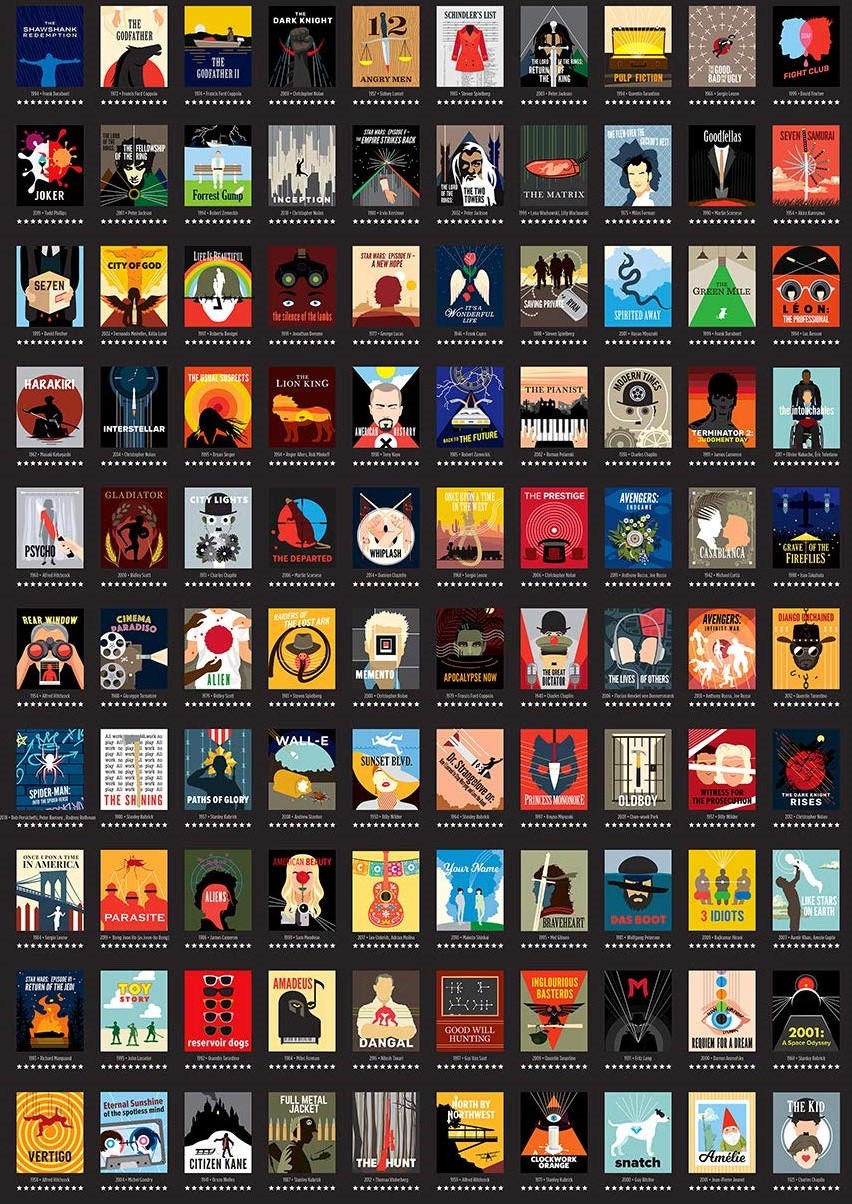 THE
SHAWSHANK
REDEMPTION
1994 • Frank Darabont
THE
GODFATHER
1972 • Francis Ford Coppola
THE
GODFATHER II
1974 • Francis Ford Coppola
THE
DARK KNIGHT
2008 • Christopher Nolan
12
ANGRY MEN
1957 • Sidney Lumet
SCHINDLER'S LIST
1993 • Steven Spielberg
THE LORD OF THE RINGS:
RETURN OF THE KING
2003 • Peter Jackson
PULP FICTION
1994 • Quentin Tarantino
THE GOOD,
BAD AND UGLY
1966 • Sergio Leone
FIGHT CLUB
1999 • David Fincher
JOKER
2019 • Todd Phillips
THE LORD
OF THE
RING
THE FELLOWSHIP
OF THE RING
2001 • Peter Jackson
Forrest Gump
1994 • Robert Zemeckis
INCEPTION
2010 • Christopher Nolan
STAR WARS: EPISODE V -
THE EMPIRE STRIKES BACK
1980 • Irvin Kershner
THE LORD
OF THE
RINGS:
THE TWO
TOWERS
2002 • Peter Jackson
THE MATRIX
1999 • Lana Wachowski, Lilly Wachowski
ONE FLEW OVER THE
CUCKOO'S NEST
1975 • Milos Forman
Goodfellas
1990 • Martin Scorsese
SEVEN SAMURAI
1954 • Akira Kurosawa
SE7EN
1995 • David Fincher
CITY OF GOD
2002 • Fernando Meirelles, Kátia Lund
LIFE IS BEAUTIFUL
1997 • Roberto Benigni
the silence of the lambs
1991 • Jonathan Demme
STAR WARS: EPISODE IV -
A NEW HOPE
1977 • George Lucas
IT'S A
WONDERFUL
LIFE
1946 • Frank Capra
SAVING PRIVATE
RYAN
1998 • Steven Spielberg
SPIRITED AWAY
2001 • Hayao Miyazaki
THE
GREEN MILE
1999 • Frank Darabont
LÉON:
THE PROFESSIONAL
1994 • Luc Besson
HARAKIRI
1962 • Masaki Kobayashi
INTERSTELLAR
2014 • Christopher Nolan
THE USUAL SUSPECTS
1995 • Bryan Singer
THE
LION KING
1994 • Roger Allers, Rob Minkoff
AMERICAN HISTORY
1998 • Tony Kaye
BACK TO THE FUTURE
1985 • Robert Zemeckis
THE PIANIST
2002 • Roman Polanski
MODERN TIMES
1936 • Charles Chaplin
TERMINATOR 2:
JUDGMENT DAY
1991 • James Cameron
the intouchables
2011 • Olivier Nakache, Éric Toledano
PSYCHO
1960 • Alfred Hitchcock
GLADIATOR
2000 • Ridley Scott
CITY LIGHTS
1931 • Charles Chaplin
THE DEPARTED
2006 • Martin Scorsese
WHIPLASH
2014 • Damien Chazelle
ONCE UPON A TIME
IN THE WEST
1968 • Sergio Leone
THE PRESTIGE
2006 • Christopher Nolan
AVENGERS:
ENDGAME
2019 • Anthony Russo, Joe Russo
CASABLANCA
1942 • Michael Curtiz
GRAVE OF THE
FIREFLIES
1988 • Isao Takahata
REAR WINDOW
1954 • Alfred Hitchcock
CINEMA
PARADISO
1988 • Giuseppe Tornatore
ALIEN
1979 • Ridley Scott
RAIDERS OF
THE LOST ARK
1981 • Steven Spielberg
MEMENTO
2000 • Christopher Nolan
APOCALYPSE NOW
1979 • Francis Ford Coppola
THE GREAT
DICTATOR
1940 • Charles Chaplin
THE LIVES OF OTHERS
2006 • Florian Henckel von Donnersmarck
AVENGERS:
INFINITY WAR
2018 • Anthony Russo, Joe Russo
DJANGO UNCHAINED
2012 • Quentin Tarantino
SPIDER-MAN:
INTO THE SPIDER-VERSE
2018 • Bob Persichetti, Peter Ramsey, Rodney Rothman
All work no play
THE SHINING
1980 • Stanley Kubrick
PATHS OF GLORY
1957 • Stanley Kubrick
WALL-E
2008 • Andrew Stanton
SUNSET BLVD.
1950 • Billy Wilder
Dr. Strangelove or:
1964 • Stanley Kubrick
PRINCESS MONONOKE
1997 • Hayao Miyazaki
OLDBOY
2003 • Chan-wook Park
WITNESS FOR
THE PROSECUTION
1957 • Billy Wilder
THE DARK KNIGHT
RISES
2012 • Christopher Nolan
ONCE UPON A TIME
IN AMERICA
1984 • Sergio Leone
PARASITE
2019 • Bong Joon Ho
ALIENS
1986 • James Cameron
AMERICAN BEAUTY
1999 • Sam Mendes
COCO
2017 • Lee Unkrich, Adrian Molina
Your Name
2016 • Makoto Shinkai
BRAVEHEART
1995 • Mel Gibson
DAS BOOT
1981 • Wolfgang Petersen
3 IDIOTS
2009 • Rajkumar Hirani
LIKE STARS
ON EARTH
2007 • Aamir Khan, Amole Gupte
STAR WARS: EPISODE VI -
RETURN OF THE JEDI
1983 • Richard Marquand
TOY
STORY
1995 • John Lasseter
reservoir dogs
1992 • Quentin Tarantino
AMADEUS
1984 • Milos Forman
DANGAL
2016 • Nitesh Tiwari
GOOD WILL
HUNTING
1997 • Gus Van Sant
INGLOURIOUS
BASTERDS
2009 • Quentin Tarantino
M
1931 • Fritz Lang
REQUIEM FOR A DREAM
2000 • Darren Aronofsky
2001:
A Space Odyssey
1968 • Stanley Kubrick
VERTIGO
1958 • Alfred Hitchcock
Eternal Sunshine
of the spotless mind
2004 • Michel Gondry
CITIZEN KANE
1941 • Orson Welles
FULL METAL
JACKET
1987 • Stanley Kubrick
THE HUNT
2012 • Thomas Vinterberg
NORTH BY
NORTHWEST
1959 • Alfred Hitchcock
CLOCKWORK
ORANGE
1971 • Stanley Kubrick
snatch
2000 • Guy Ritchie
Amélie
2001 • Jean-Pierre Jeunet
THE KID
1921 • Charles Chaplin